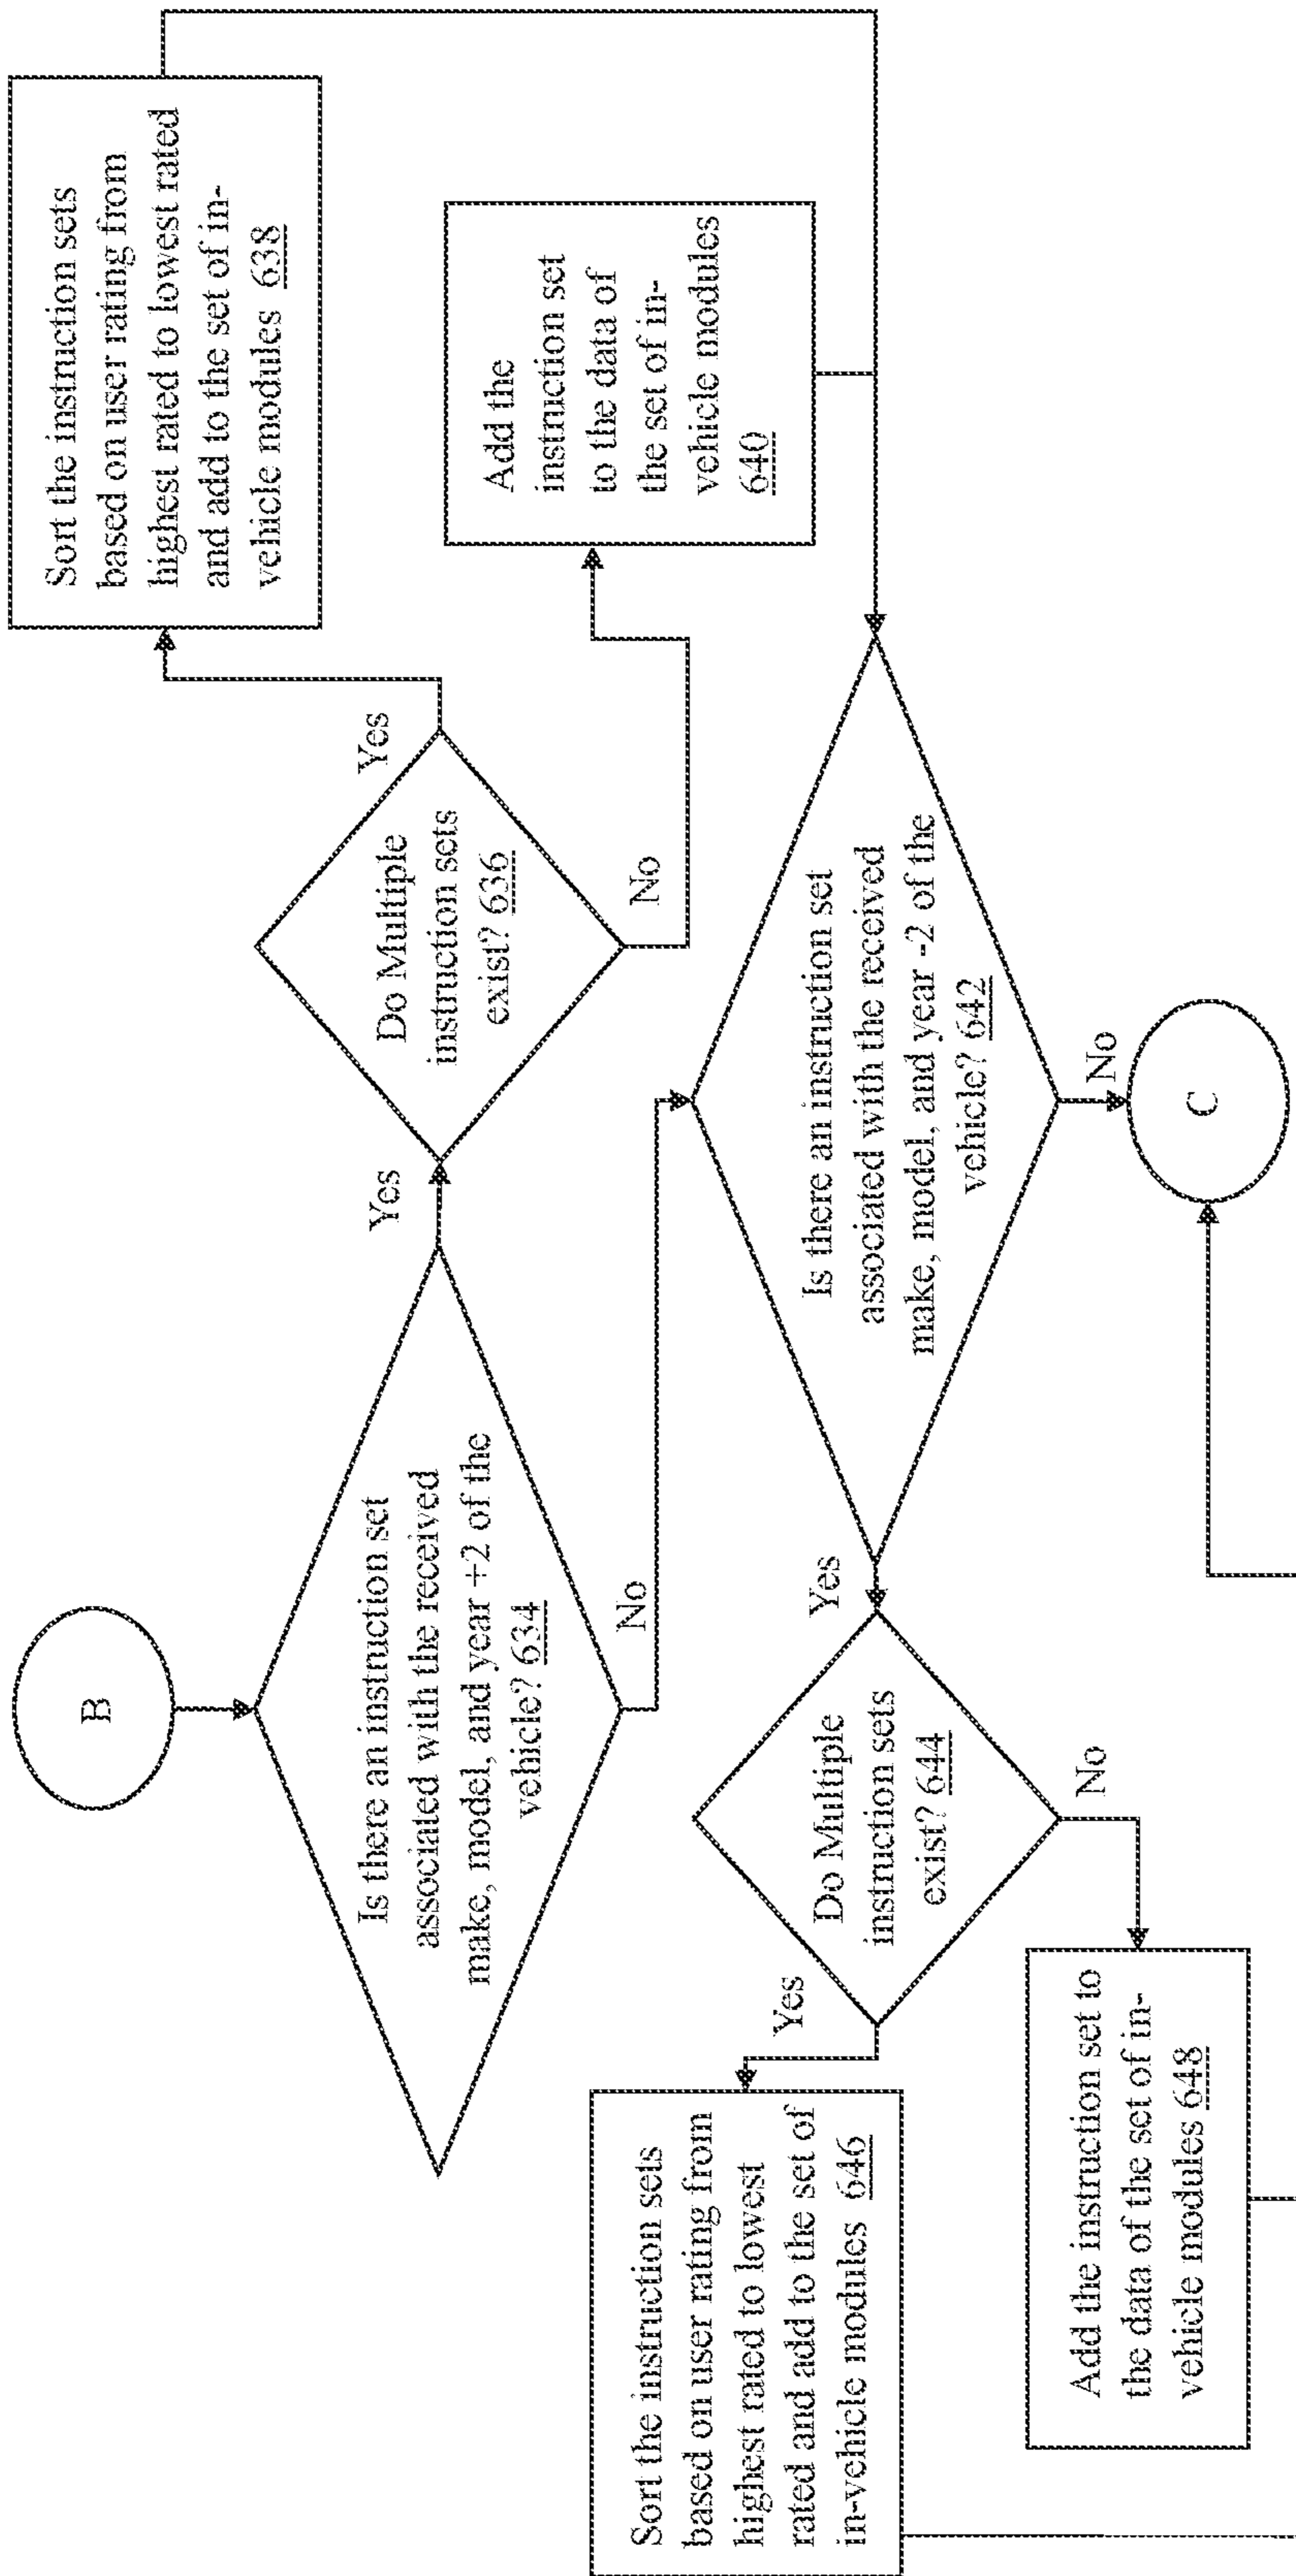 B
Is there an instruction set
associated with the received
make, model, and year +2 of the
vehicle? 634
Yes
No
Do Multiple
instruction sets
exist? 636
Yes
No
Sort the instruction sets
based on user rating from
highest rated to lowest rated
and add to the set of in-
vehicle modules 638
Add the
instruction set
to the data of
the set of in-
vehicle modules
640
Is there an instruction set
associated with the received
make, model, and year -2 of the
vehicle? 642
Yes
No
Do Multiple
instruction sets
exist? 644
Yes
No
Sort the instruction sets
based on user rating from
highest rated to lowest
rated and add to the set of
in-vehicle modules 646
Add the instruction set to
the data of the set of in-
vehicle modules 648
C